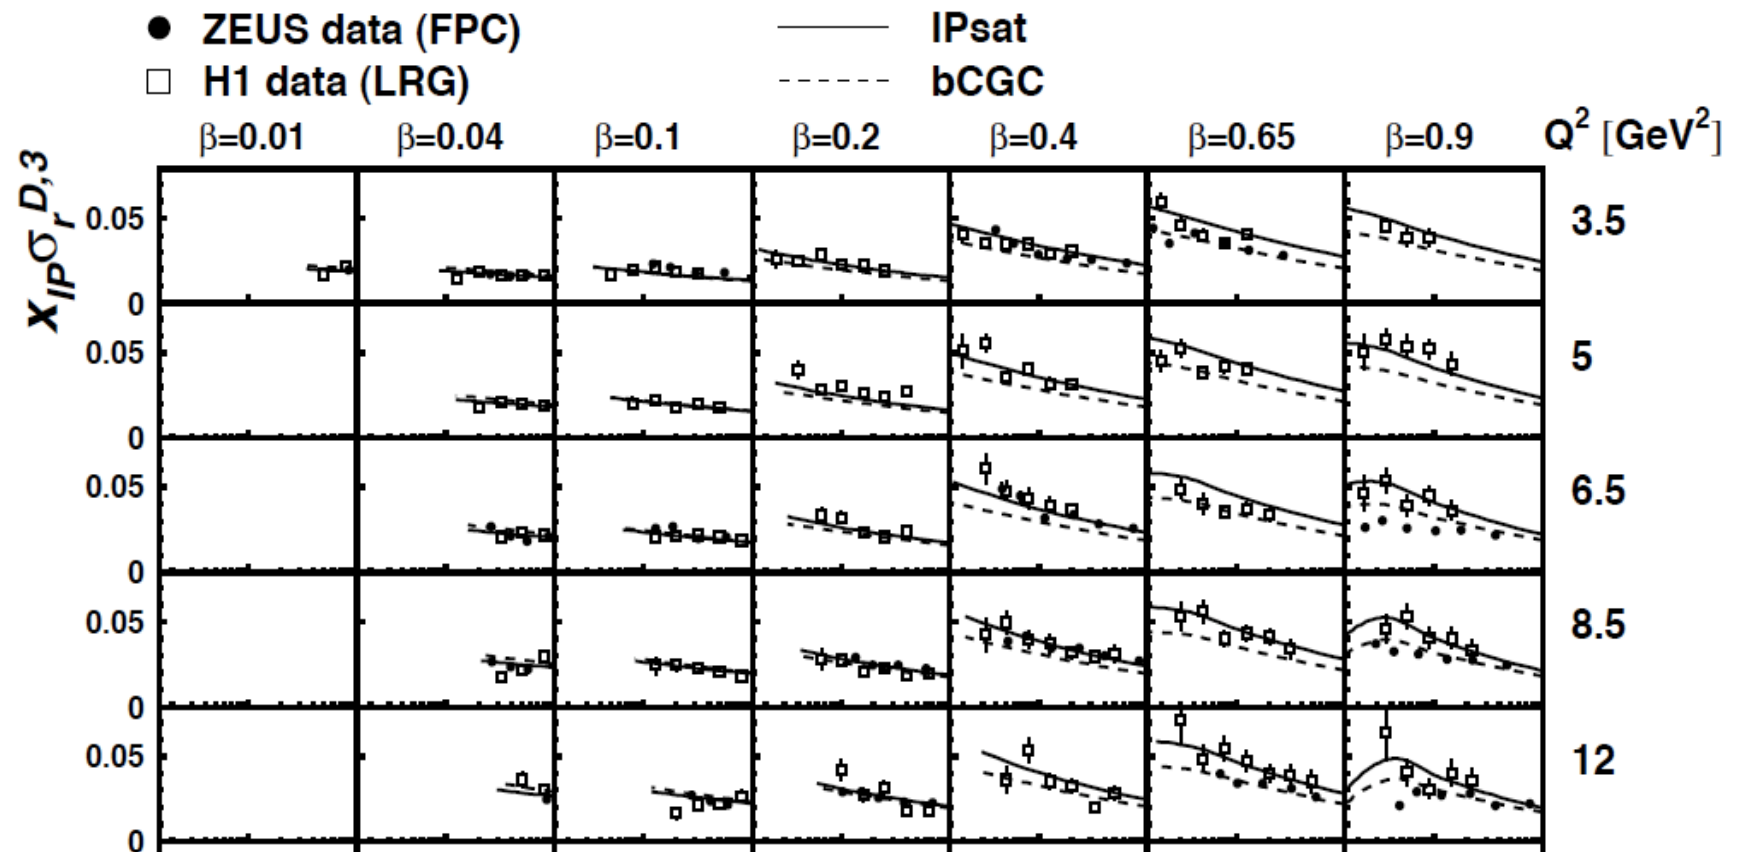 ZEUS data (FPC) IPsat
H1 data (LRG) bCGC
β=0.01 β=0.04 β=0.1 β=0.2 β=0.4 β=0.65 β=0.9 Q² [GeV²]
x_IP σ_r^D,3
0.05 3.5
0
0.05 5
0
0.05 6.5
0
0.05 8.5
0
0.05 12
0